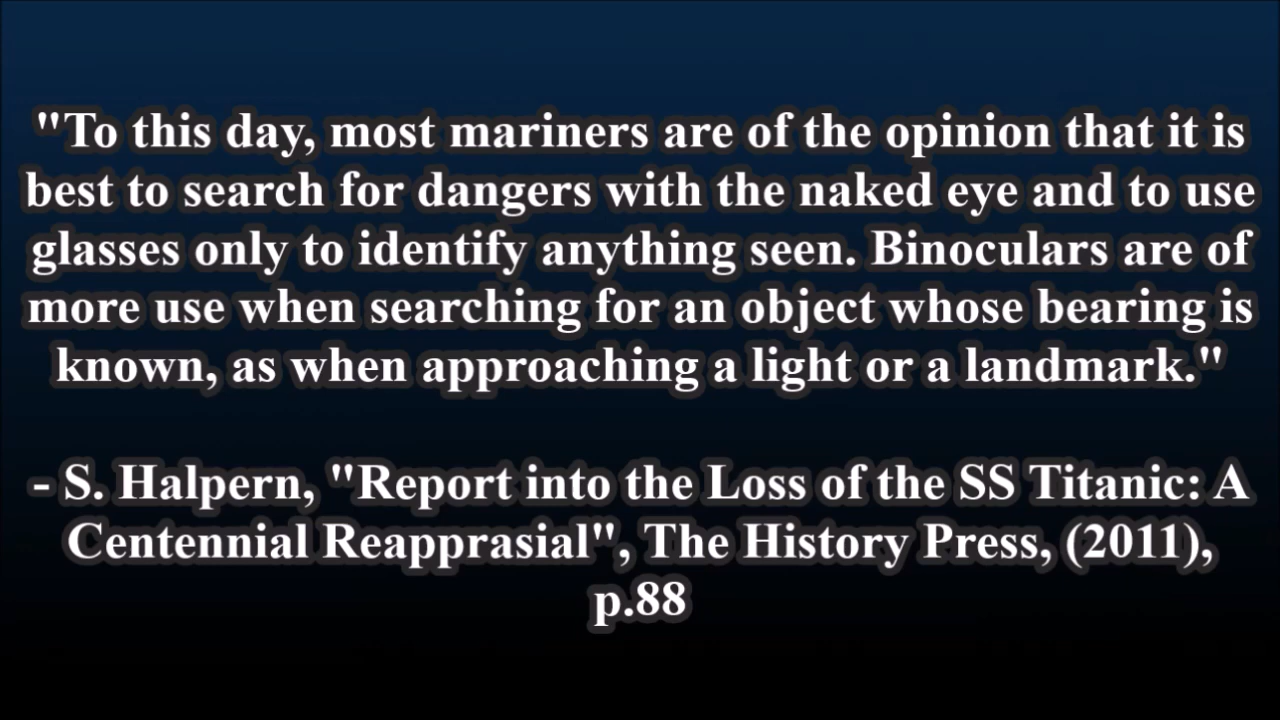 "To this day, most mariners are of the opinion that it is
best to search for dangers with the naked eye and to use
glasses only to identify anything seen. Binoculars are of
more use when searching for an object whose bearing is
known, as when approaching a light or a landmark."
- S. Halpern, "Report into the Loss of the SS Titanic: A
Centennial Reapprasial", The History Press, (2011),
p.88